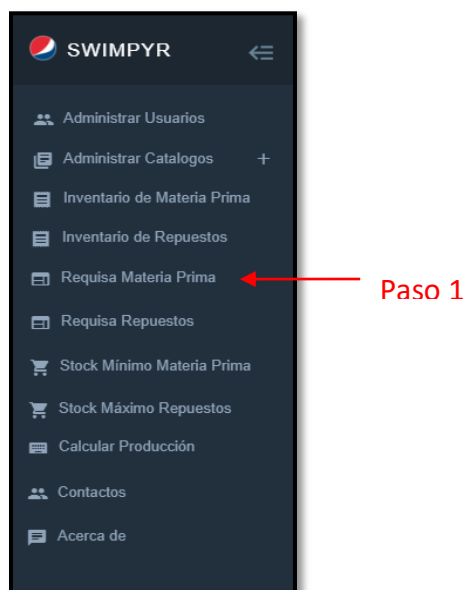 SWIMPYR
Administrar Usuarios
Administrar Catalogos +
Inventario de Materia Prima
Inventario de Repuestos
Requisa Materia Prima
Paso 1
Requisa Repuestos
Stock Mínimo Materia Prima
Stock Máximo Repuestos
Calcular Producción
Contactos
Acerca de